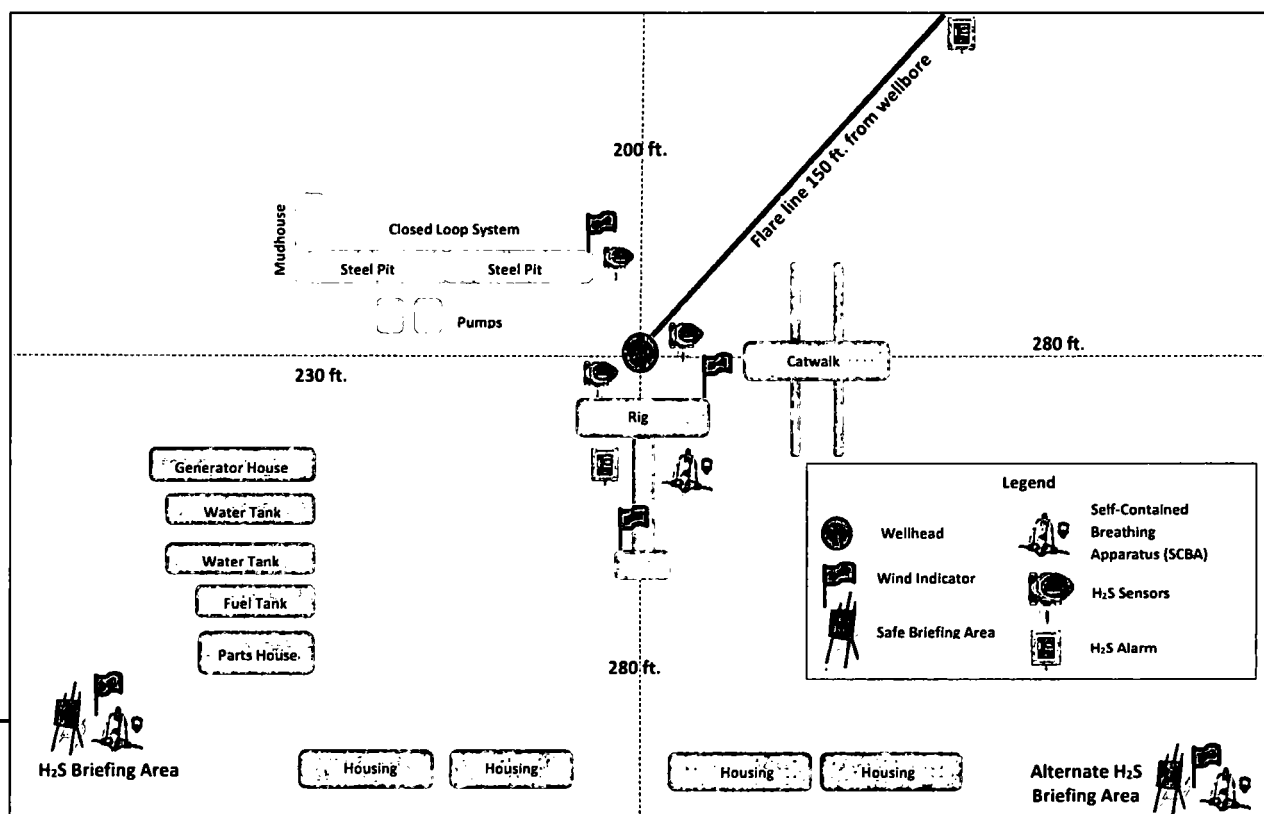 200 ft.
Flare line 150 ft. from wellbore
Mudhouse
Closed Loop System
Steel Pit
Steel Pit
Pumps
230 ft.
280 ft.
Catwalk
Rig
Generator House
Water Tank
Water Tank
Fuel Tank
Parts House
280 ft.
Legend
Wellhead
Wind Indicator
Safe Briefing Area
Self-Contained
Breathing
Apparatus (SCBA)
H₂S Sensors
H₂S Alarm
H₂S Briefing Area
Housing
Housing
Housing
Housing
Alternate H₂S
Briefing Area